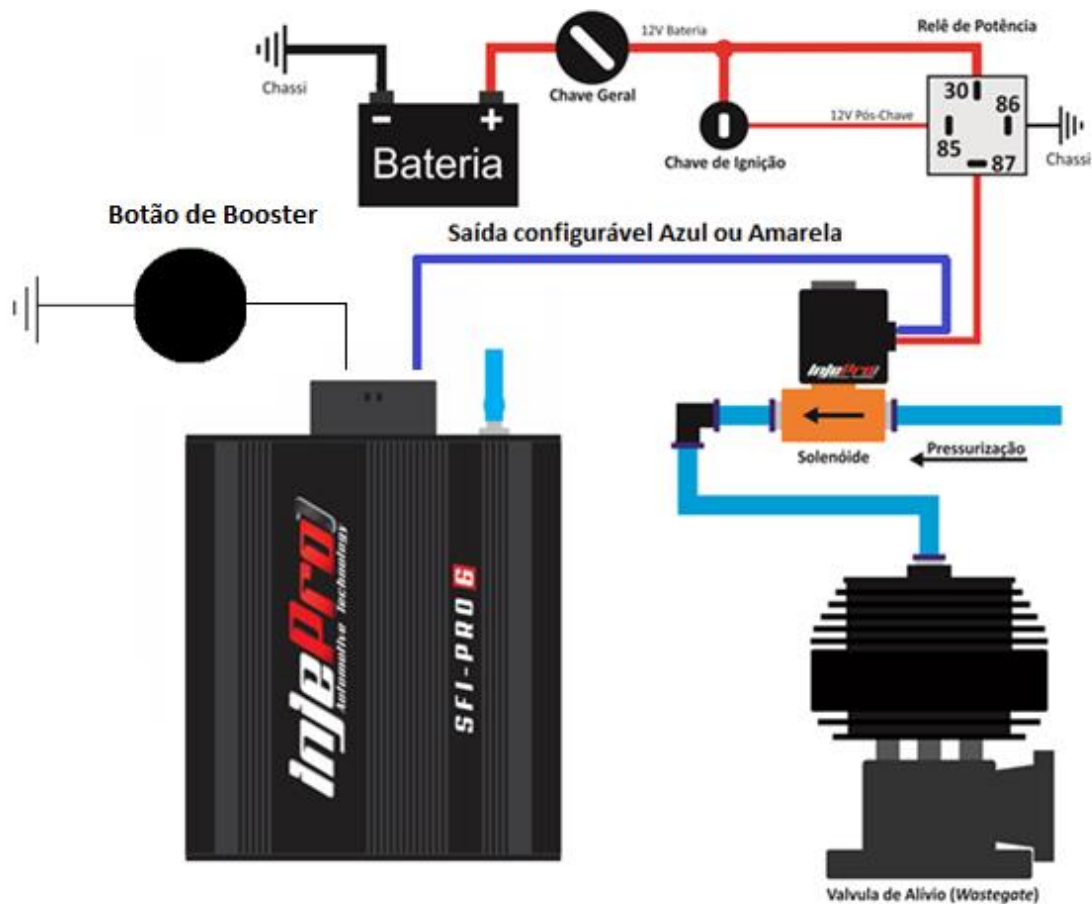 12V Bateria
Relê de Potência
Chassi
Chave Geral
30
86
12V Pós-Chave
85
87
Chassi
- +
Bateria
Chave de Ignição
Botão de Booster
Saída configurável Azul ou Amarela
InjePro
Solenóide
Pressurização
injePro
Automotive Technology
SFI-PRO 6
Valvula de Alívio (Wastegate)